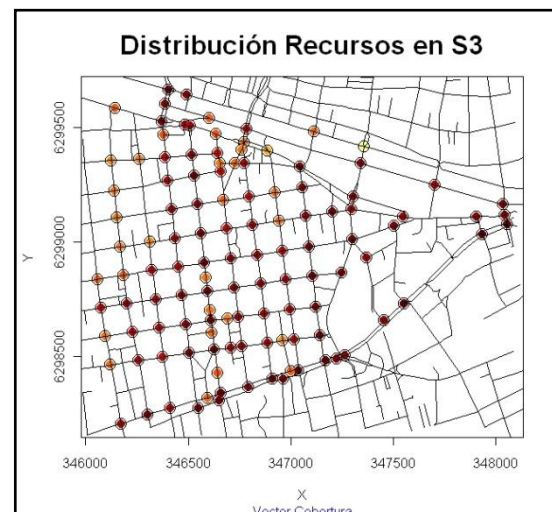 Distribución Recursos en S3
6299500
6299000
6298500
Y
346000 346500 347000 347500 348000
X
Vector Cobertura